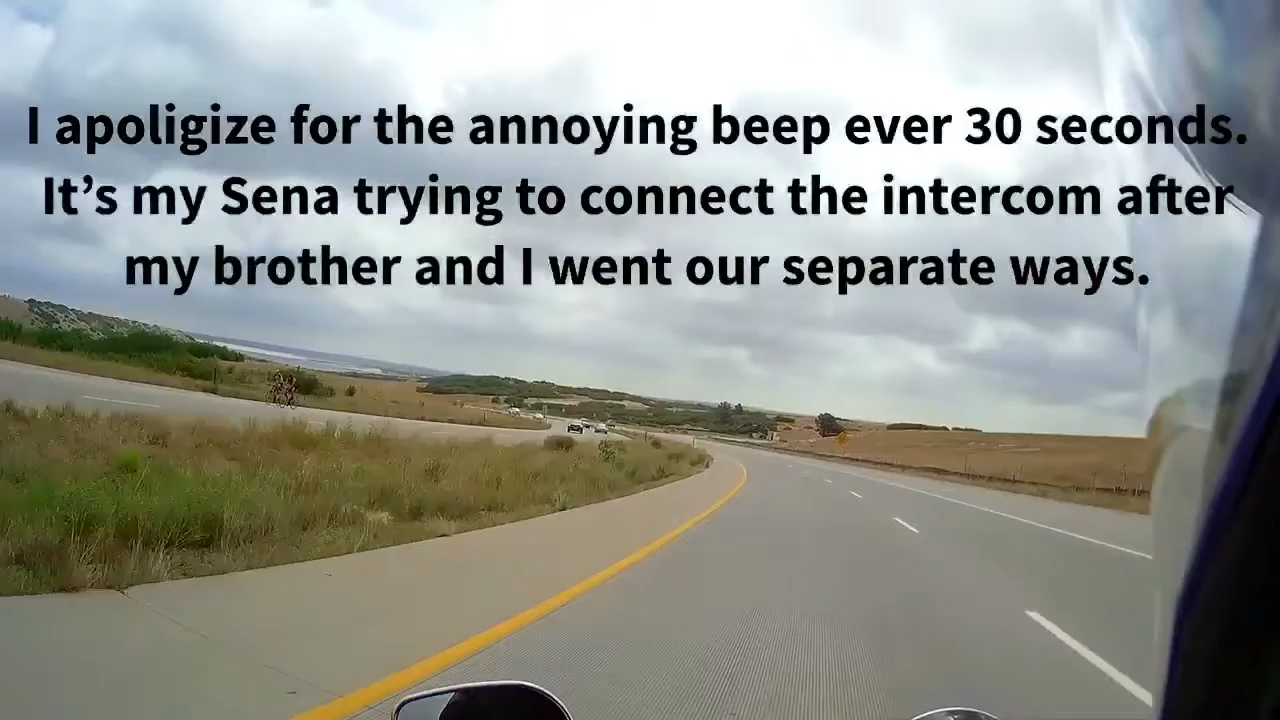 I apoligize for the annoying beep ever 30 seconds.
It’s my Sena trying to connect the intercom after
my brother and I went our separate ways.